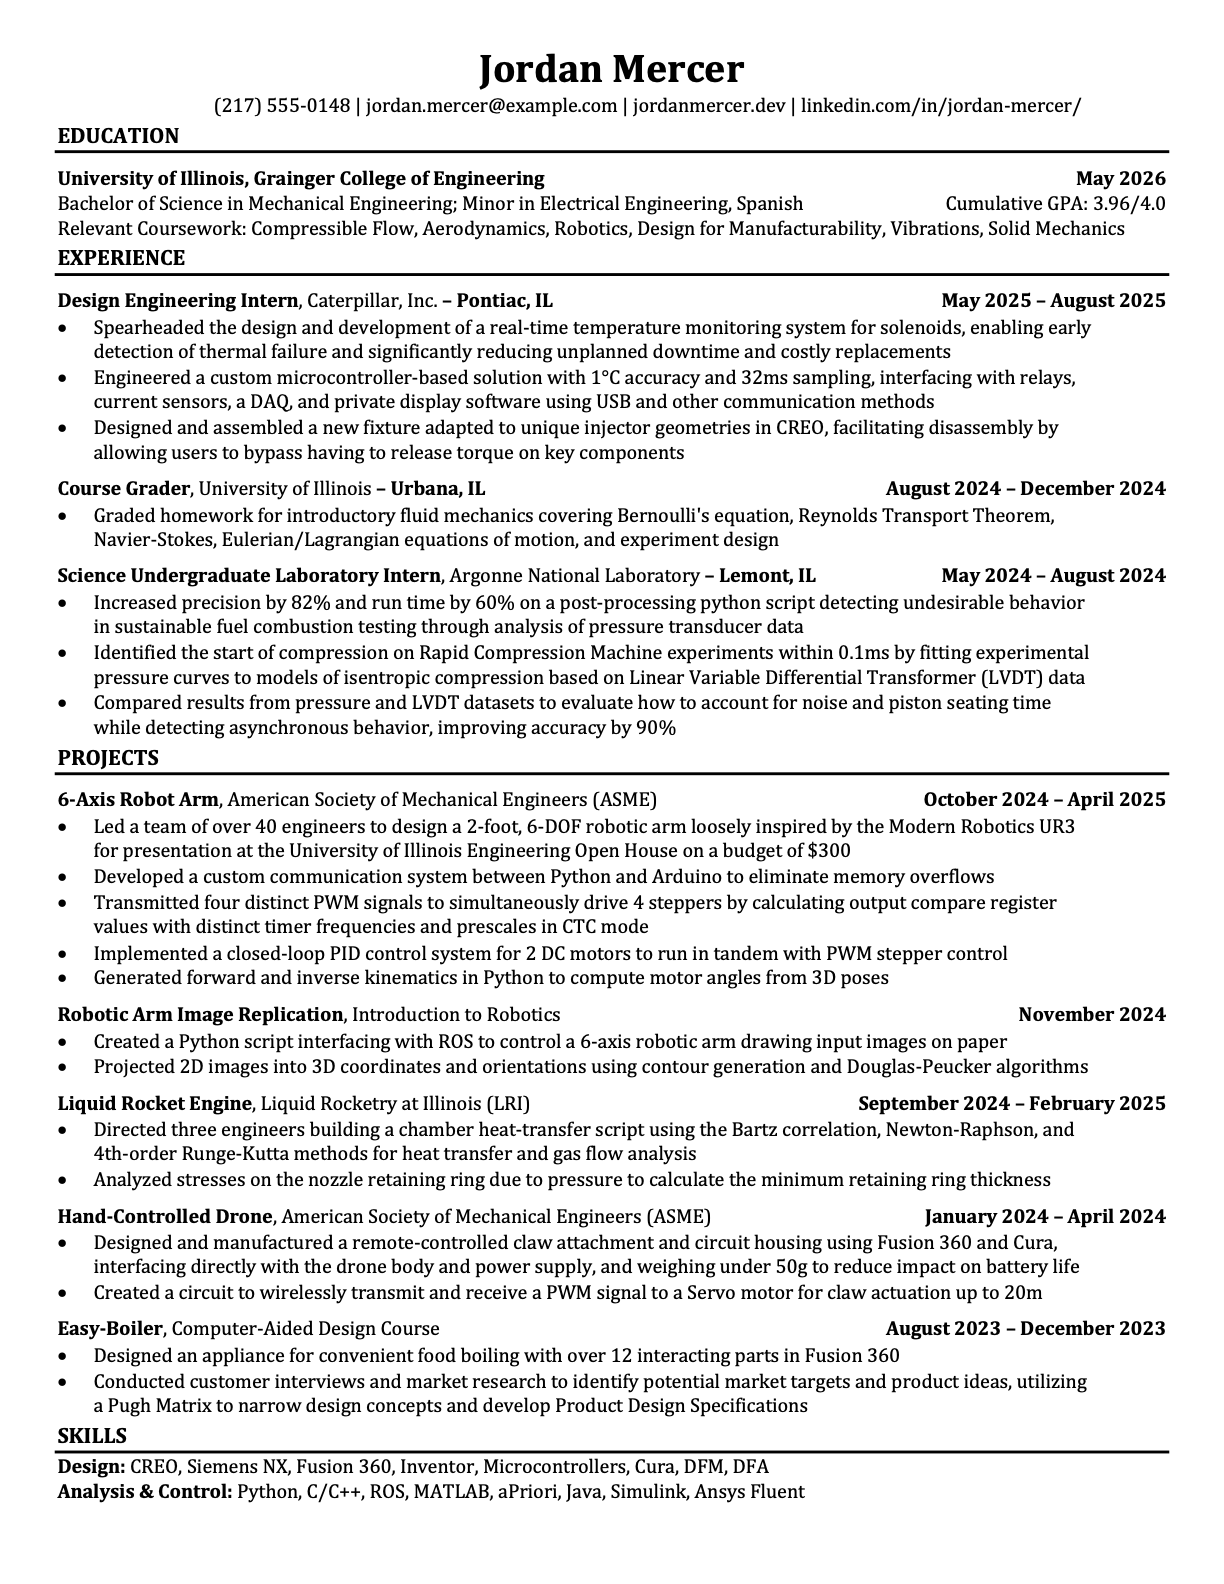 Jordan Mercer
(217) 555-0148 | jordan.mercer@example.com | jordanmercer.dev | linkedin.com/in/jordan-mercer/
EDUCATION
University of Illinois, Grainger College of Engineering May 2026
Bachelor of Science in Mechanical Engineering; Minor in Electrical Engineering, Spanish Cumulative GPA: 3.96/4.0
Relevant Coursework: Compressible Flow, Aerodynamics, Robotics, Design for Manufacturability, Vibrations, Solid Mechanics
EXPERIENCE
Design Engineering Intern, Caterpillar, Inc. – Pontiac, IL May 2025 – August 2025
• Spearheaded the design and development of a real-time temperature monitoring system for solenoids, enabling early
detection of thermal failure and significantly reducing unplanned downtime and costly replacements
• Engineered a custom microcontroller-based solution with 1°C accuracy and 32ms sampling, interfacing with relays,
current sensors, a DAQ, and private display software using USB and other communication methods
• Designed and assembled a new fixture adapted to unique injector geometries in CREO, facilitating disassembly by
allowing users to bypass having to release torque on key components
Course Grader, University of Illinois – Urbana, IL August 2024 – December 2024
• Graded homework for introductory fluid mechanics covering Bernoulli's equation, Reynolds Transport Theorem,
Navier-Stokes, Eulerian/Lagrangian equations of motion, and experiment design
Science Undergraduate Laboratory Intern, Argonne National Laboratory – Lemont, IL May 2024 – August 2024
• Increased precision by 82% and run time by 60% on a post-processing python script detecting undesirable behavior
in sustainable fuel combustion testing through analysis of pressure transducer data
• Identified the start of compression on Rapid Compression Machine experiments within 0.1ms by fitting experimental
pressure curves to models of isentropic compression based on Linear Variable Differential Transformer (LVDT) data
• Compared results from pressure and LVDT datasets to evaluate how to account for noise and piston seating time
while detecting asynchronous behavior, improving accuracy by 90%
PROJECTS
6-Axis Robot Arm, American Society of Mechanical Engineers (ASME) October 2024 – April 2025
• Led a team of over 40 engineers to design a 2-foot, 6-DOF robotic arm loosely inspired by the Modern Robotics UR3
for presentation at the University of Illinois Engineering Open House on a budget of $300
• Developed a custom communication system between Python and Arduino to eliminate memory overflows
• Transmitted four distinct PWM signals to simultaneously drive 4 steppers by calculating output compare register
values with distinct timer frequencies and prescales in CTC mode
• Implemented a closed-loop PID control system for 2 DC motors to run in tandem with PWM stepper control
• Generated forward and inverse kinematics in Python to compute motor angles from 3D poses
Robotic Arm Image Replication, Introduction to Robotics November 2024
• Created a Python script interfacing with ROS to control a 6-axis robotic arm drawing input images on paper
• Projected 2D images into 3D coordinates and orientations using contour generation and Douglas-Peucker algorithms
Liquid Rocket Engine, Liquid Rocketry at Illinois (LRI) September 2024 – February 2025
• Directed three engineers building a chamber heat-transfer script using the Bartz correlation, Newton-Raphson, and
4th-order Runge-Kutta methods for heat transfer and gas flow analysis
• Analyzed stresses on the nozzle retaining ring due to pressure to calculate the minimum retaining ring thickness
Hand-Controlled Drone, American Society of Mechanical Engineers (ASME) January 2024 – April 2024
• Designed and manufactured a remote-controlled claw attachment and circuit housing using Fusion 360 and Cura,
interfacing directly with the drone body and power supply, and weighing under 50g to reduce impact on battery life
• Created a circuit to wirelessly transmit and receive a PWM signal to a Servo motor for claw actuation up to 20m
Easy-Boiler, Computer-Aided Design Course August 2023 – December 2023
• Designed an appliance for convenient food boiling with over 12 interacting parts in Fusion 360
• Conducted customer interviews and market research to identify potential market targets and product ideas, utilizing
a Pugh Matrix to narrow design concepts and develop Product Design Specifications
SKILLS
Design: CREO, Siemens NX, Fusion 360, Inventor, Microcontrollers, Cura, DFM, DFA
Analysis & Control: Python, C/C++, ROS, MATLAB, aPriori, Java, Simulink, Ansys Fluent